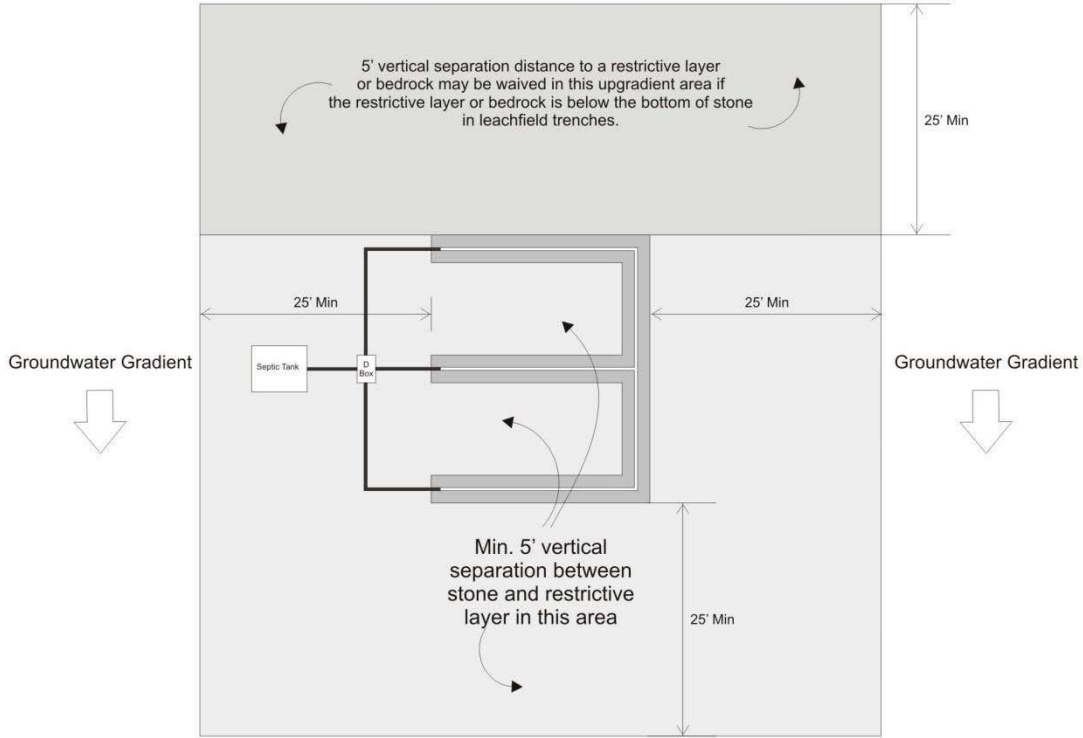 5' vertical separation distance to a restrictive layer
or bedrock may be waived in this upgradient area if
the restrictive layer or bedrock is below the bottom of stone
in leachfield trenches.
25' Min
25' Min
25' Min
Groundwater Gradient
Groundwater Gradient
Septic Tank
D
Box
Min. 5' vertical
separation between
stone and restrictive
layer in this area
25' Min